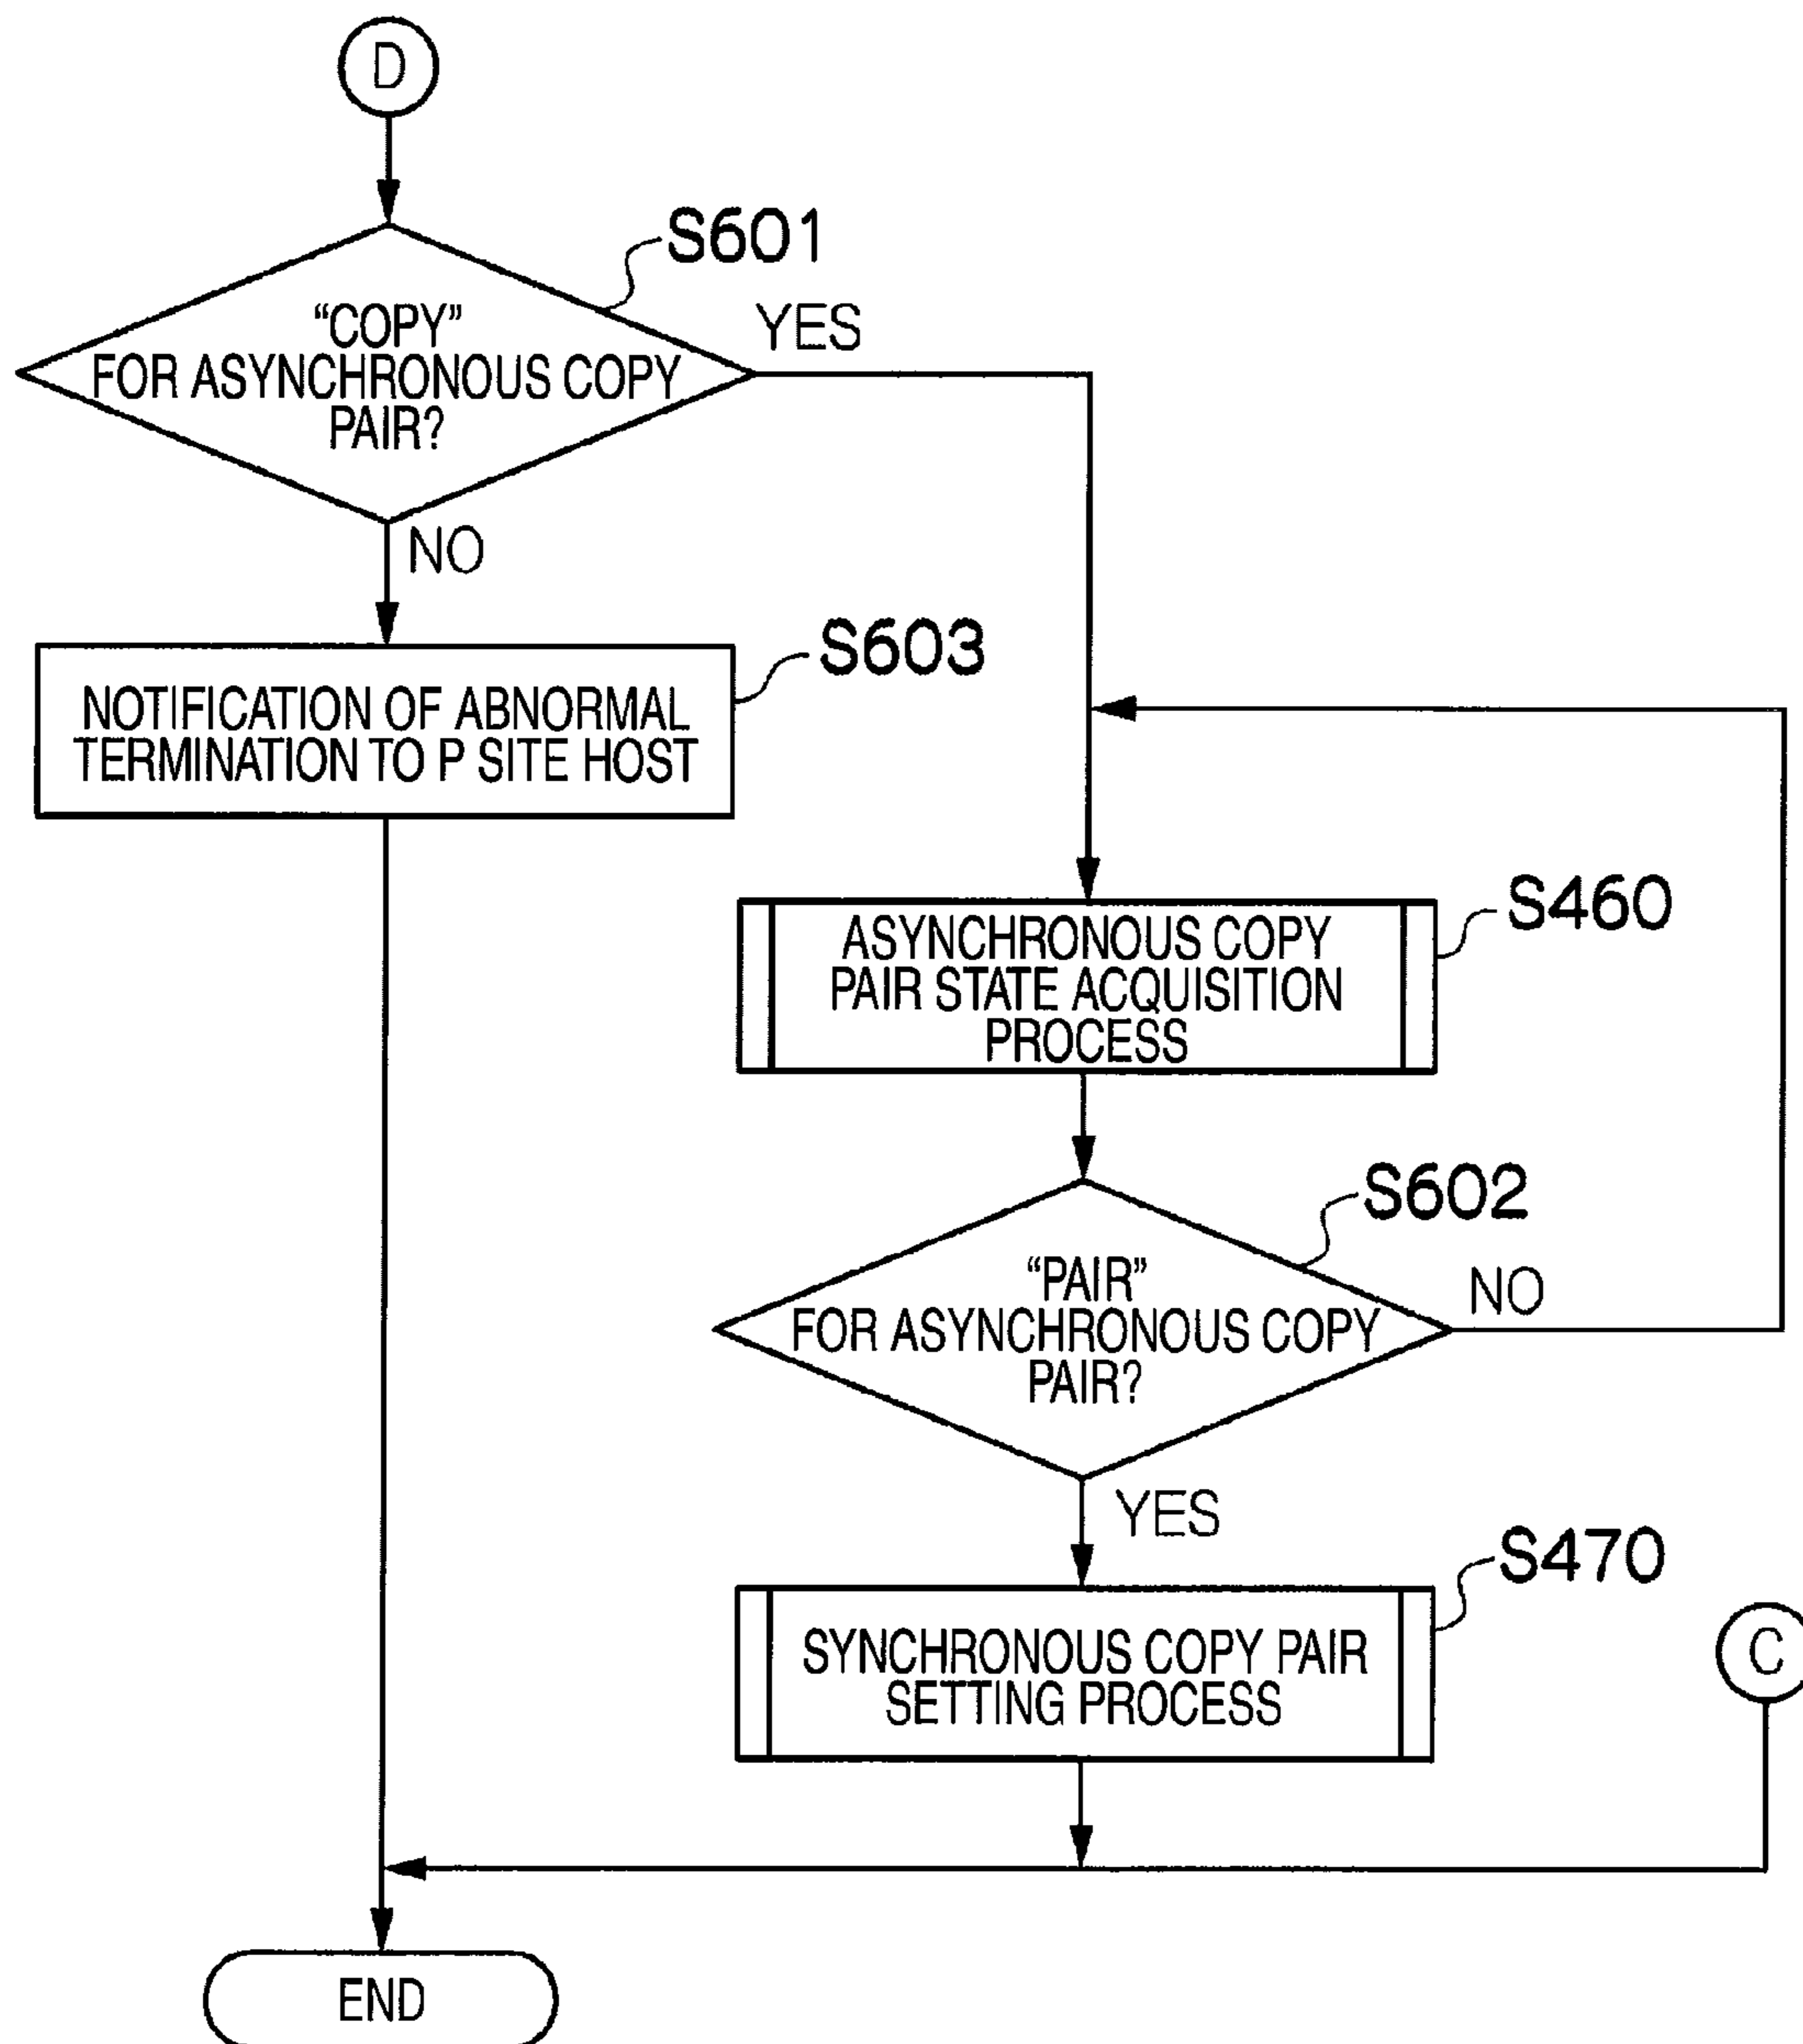 D
S601
“COPY”
FOR ASYNCHRONOUS COPY
PAIR?
YES
NO
S603
NOTIFICATION OF ABNORMAL
TERMINATION TO P SITE HOST
S460
ASYNCHRONOUS COPY
PAIR STATE ACQUISITION
PROCESS
S602
“PAIR”
FOR ASYNCHRONOUS COPY
PAIR?
NO
YES
S470
SYNCHRONOUS COPY PAIR
SETTING PROCESS
C
END